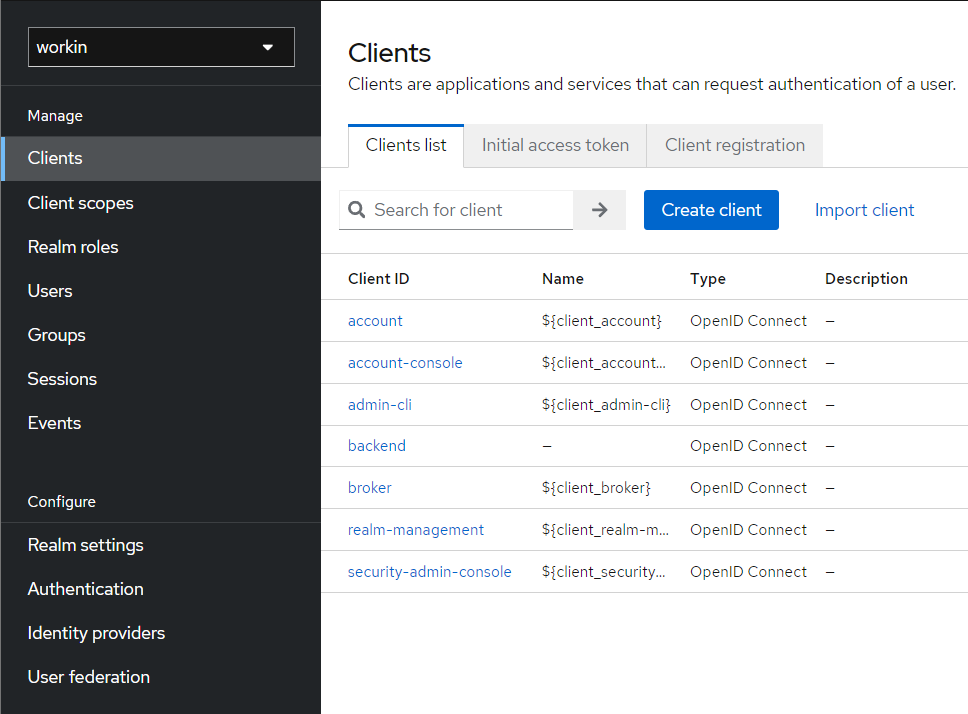 workin
Manage
Clients
Client scopes
Realm roles
Users
Groups
Sessions
Events
Configure
Realm settings
Authentication
Identity providers
User federation
Clients
Clients are applications and services that can request authentication of a user.
Clients list Initial access token Client registration
Search for client Create client Import client
Client ID Name Type Description
account ${client_account} OpenID Connect –
account-console ${client_account... OpenID Connect –
admin-cli ${client_admin-cli} OpenID Connect –
backend – OpenID Connect –
broker ${client_broker} OpenID Connect –
realm-management ${client_realm-m... OpenID Connect –
security-admin-console ${client_security... OpenID Connect –